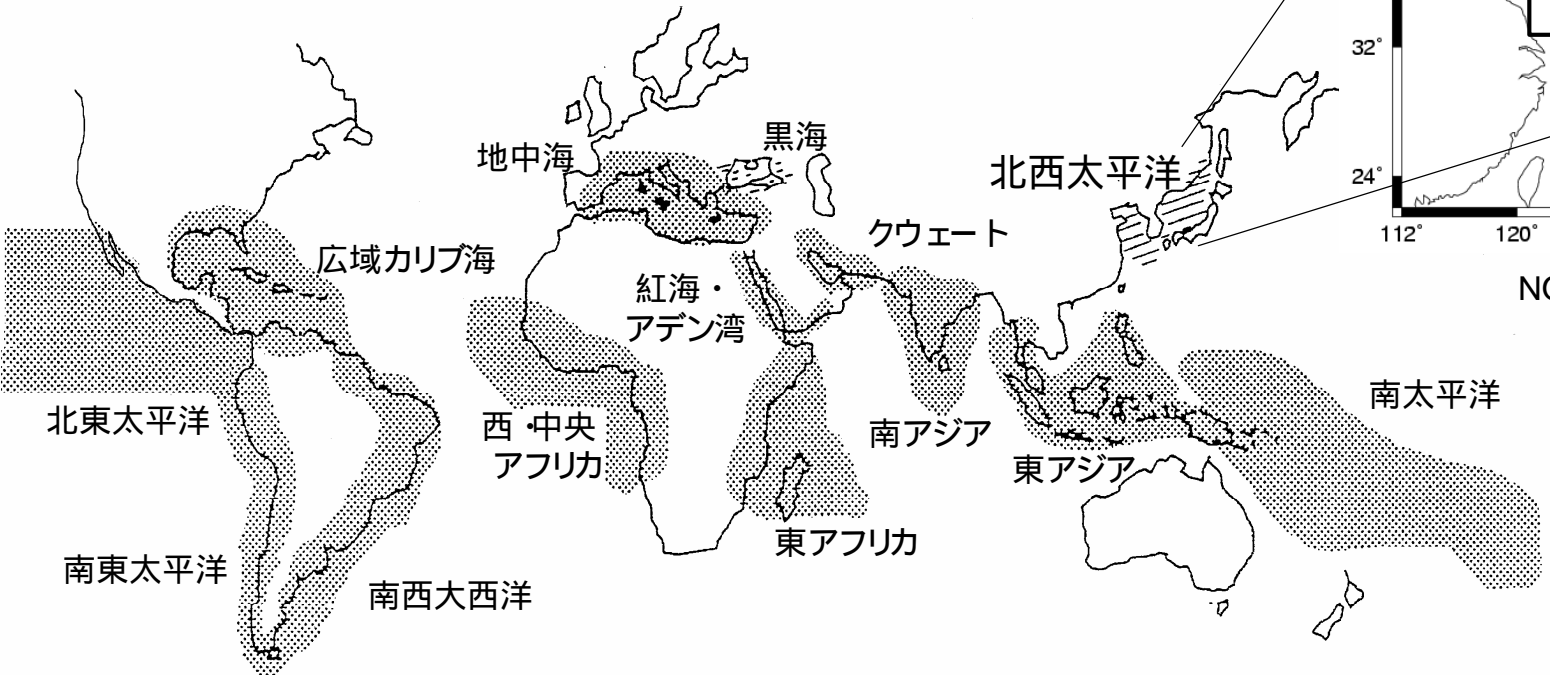 32°
24°
112°
120°
NO
黒海
地中海
北西太平洋
クウェート
広域カリブ海
紅海・
アデン湾
北東太平洋
西・中央
アフリカ
南アジア
東アジア
南太平洋
東アフリカ
南東太平洋
南西大西洋